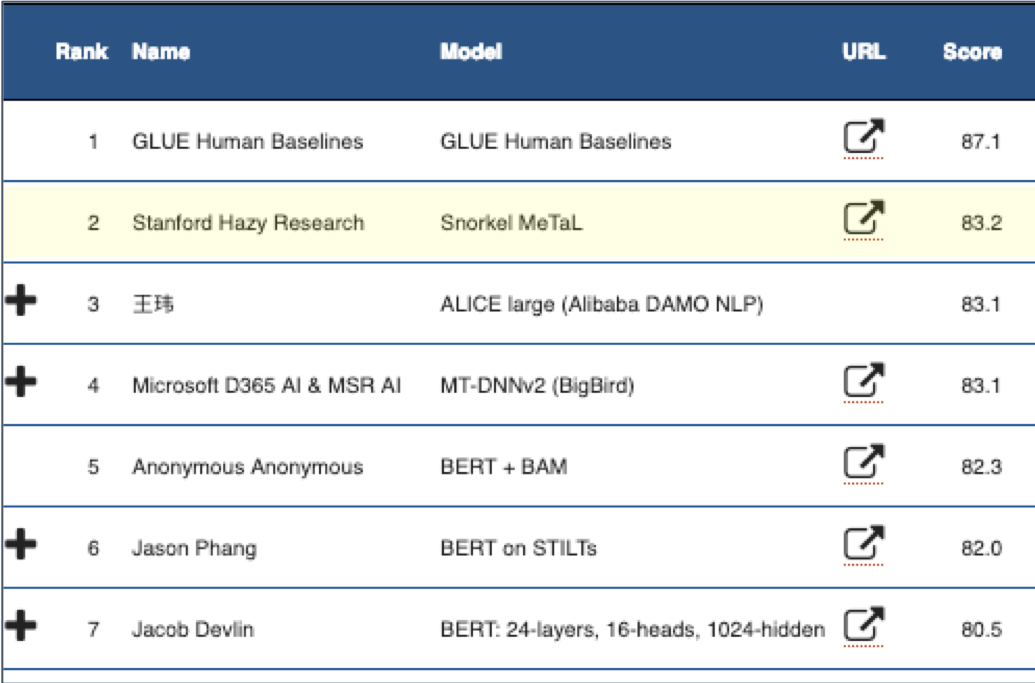 Rank Name Model URL Score
1 GLUE Human Baselines GLUE Human Baselines 87.1
2 Stanford Hazy Research Snorkel MeTaL 83.2
3 王玮 ALICE large (Alibaba DAMO NLP) 83.1
4 Microsoft D365 AI & MSR AI MT-DNNv2 (BigBird) 83.1
5 Anonymous Anonymous BERT + BAM 82.3
6 Jason Phang BERT on STILTs 82.0
7 Jacob Devlin BERT: 24-layers, 16-heads, 1024-hidden 80.5